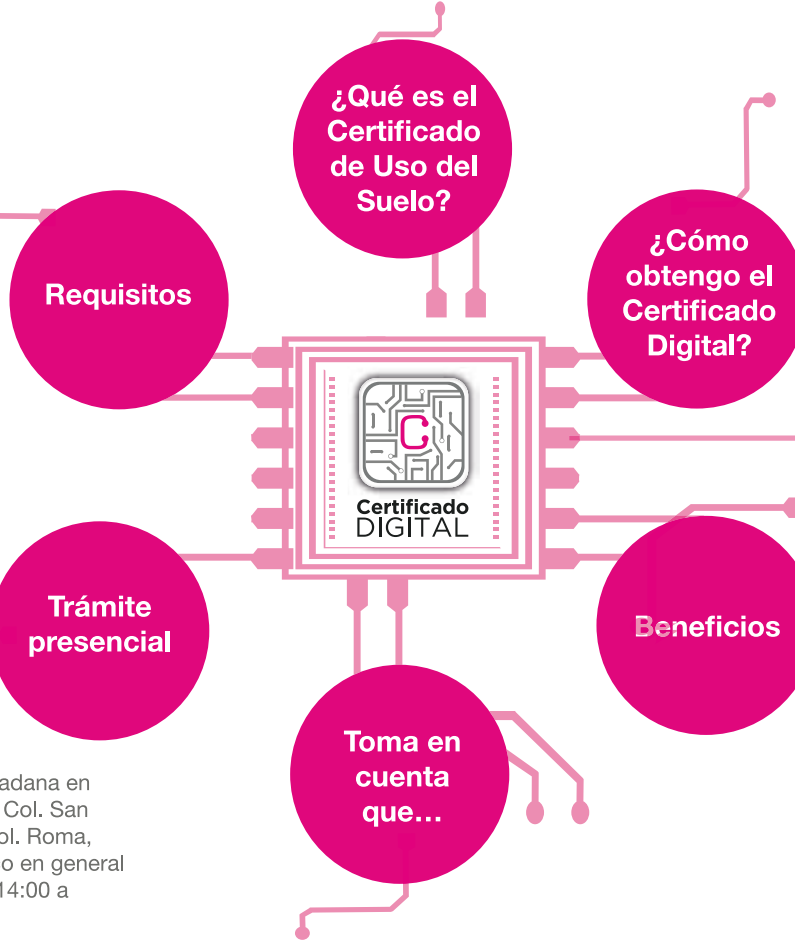 ¿Qué es el
Certificado
de Uso del
Suelo?
Requisitos
¿Cómo
obtengo el
Certificado
Digital?
Certificado
DIGITAL
Trámite
presencial
Beneficios
Toma en
cuenta
que...
adana en
Col. San
ol. Roma,
o en general
14:00 a